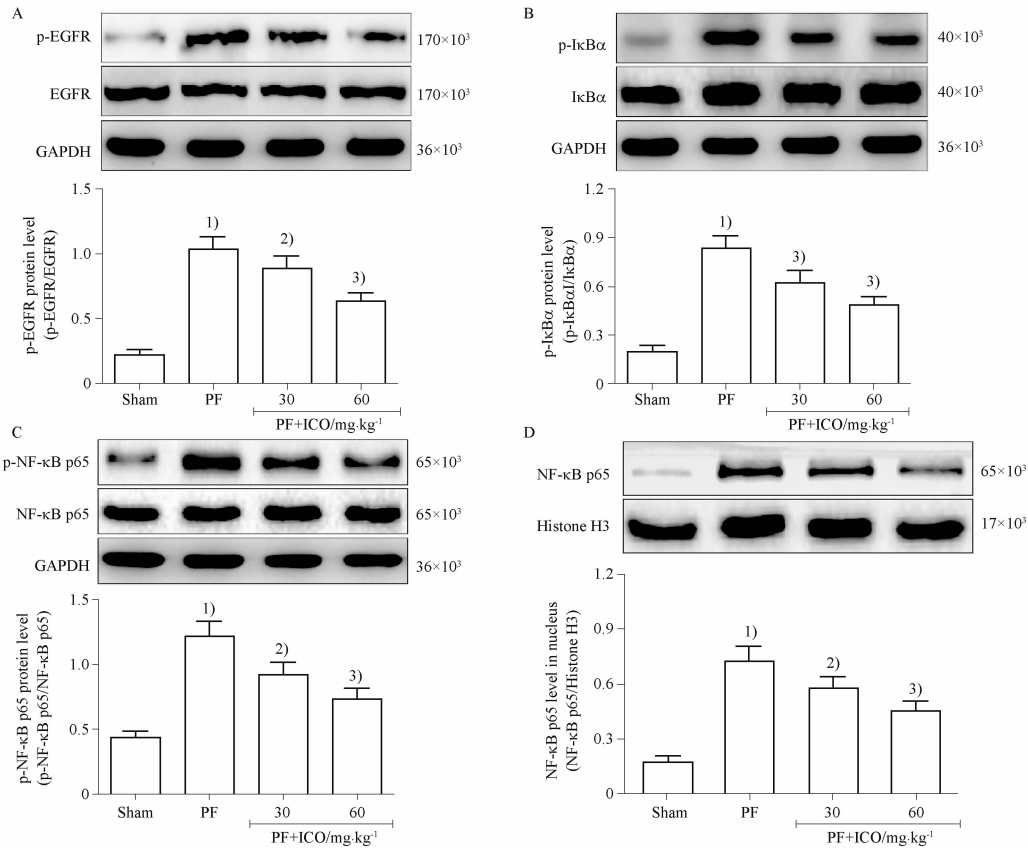 A
p-EGFR
170×10³
EGFR
170×10³
GAPDH
36×10³
p-EGFR protein level
(p-EGFR/EGFR)
1.5
1.0
0.5
0
1)
2)
3)
Sham
PF
30
60
PF+ICO/mg·kg⁻¹
B
p-IκBα
40×10³
IκBα
40×10³
GAPDH
36×10³
p-IκBα protein level
(p-IκBαI/IκBα)
1.2
0.9
0.6
0.3
0
1)
3)
3)
Sham
PF
30
60
PF+ICO/mg·kg⁻¹
C
p-NF-κB p65
65×10³
NF-κB p65
65×10³
GAPDH
36×10³
p-NF-κB p65 protein level
(p-NF-κB p65/NF-κB p65)
1.5
1.0
0.5
0
1)
2)
3)
Sham
PF
30
60
PF+ICO/mg·kg⁻¹
D
NF-κB p65
65×10³
Histone H3
17×10³
NF-κB p65 level in nucleus
(NF-κB p65/Histone H3)
1.2
0.9
0.6
0.3
0
1)
2)
3)
Sham
PF
30
60
PF+ICO/mg·kg⁻¹